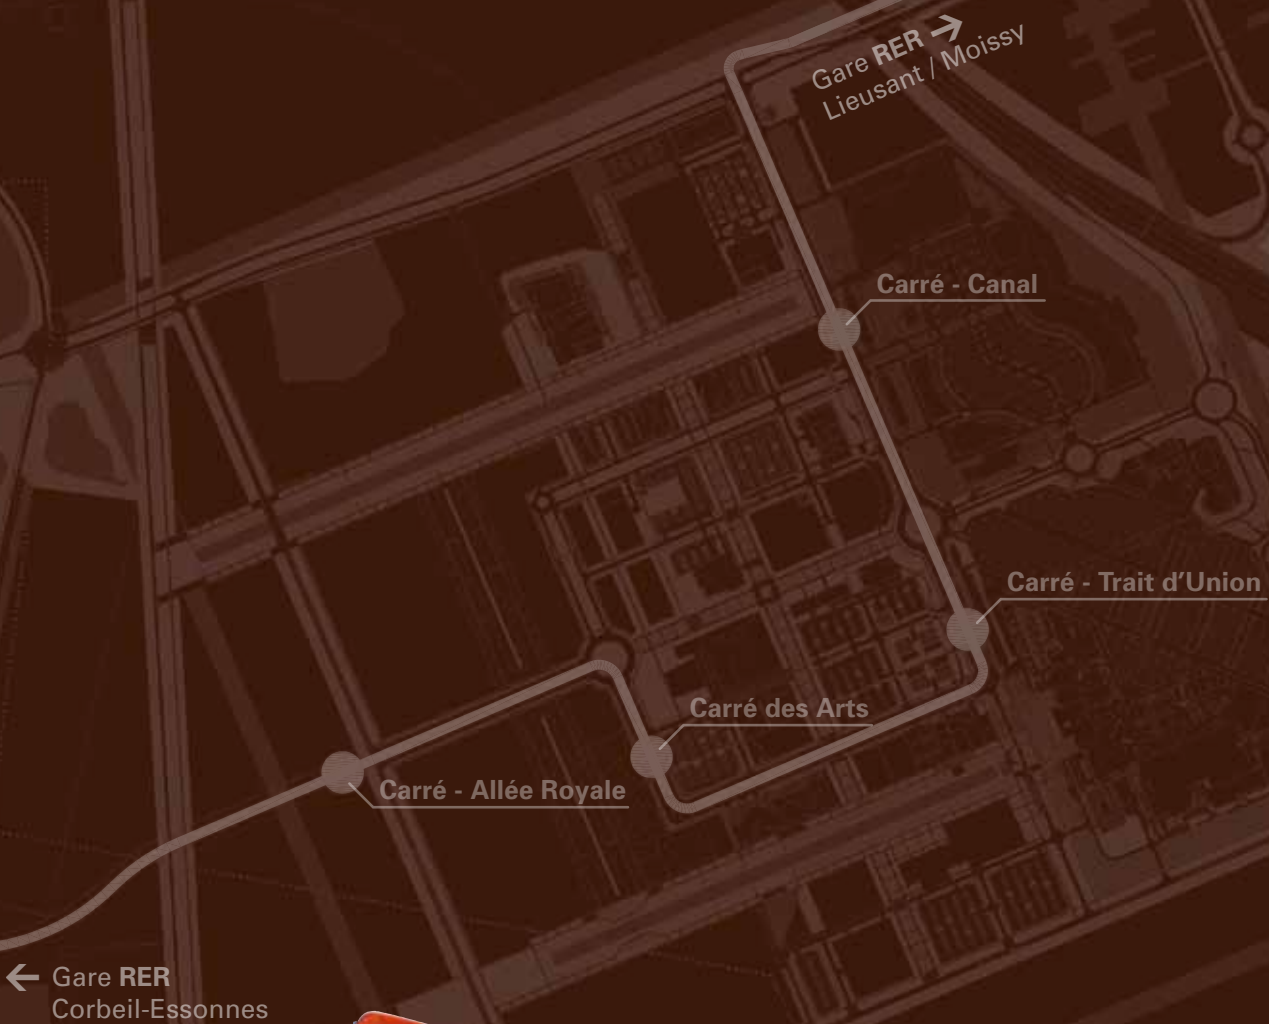 Gare RER →
Lieusant / Moissy
Carré - Canal
Carré - Trait d'Union
Carré des Arts
Carré - Allée Royale
← Gare RER
Corbeil-Essonnes